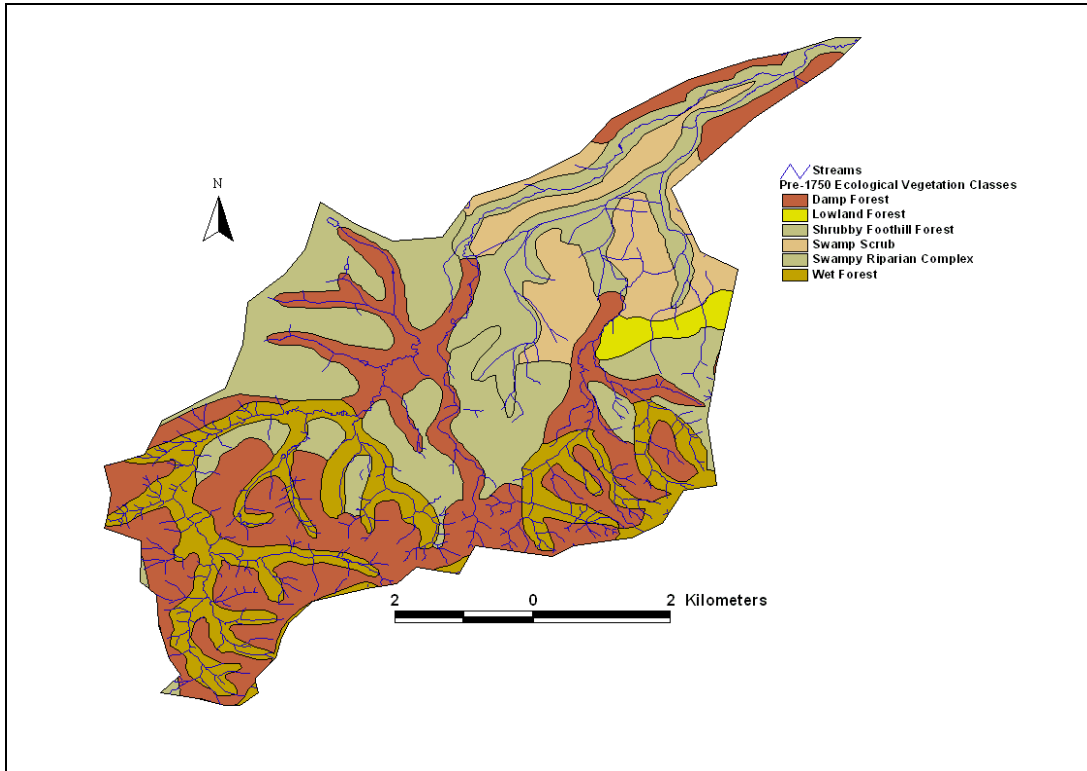 N
Streams
Pre-1750 Ecological Vegetation Classes
Damp Forest
Lowland Forest
Shrubby Foothill Forest
Swamp Scrub
Swampy Riparian Complex
Wet Forest
2 0 2 Kilometers